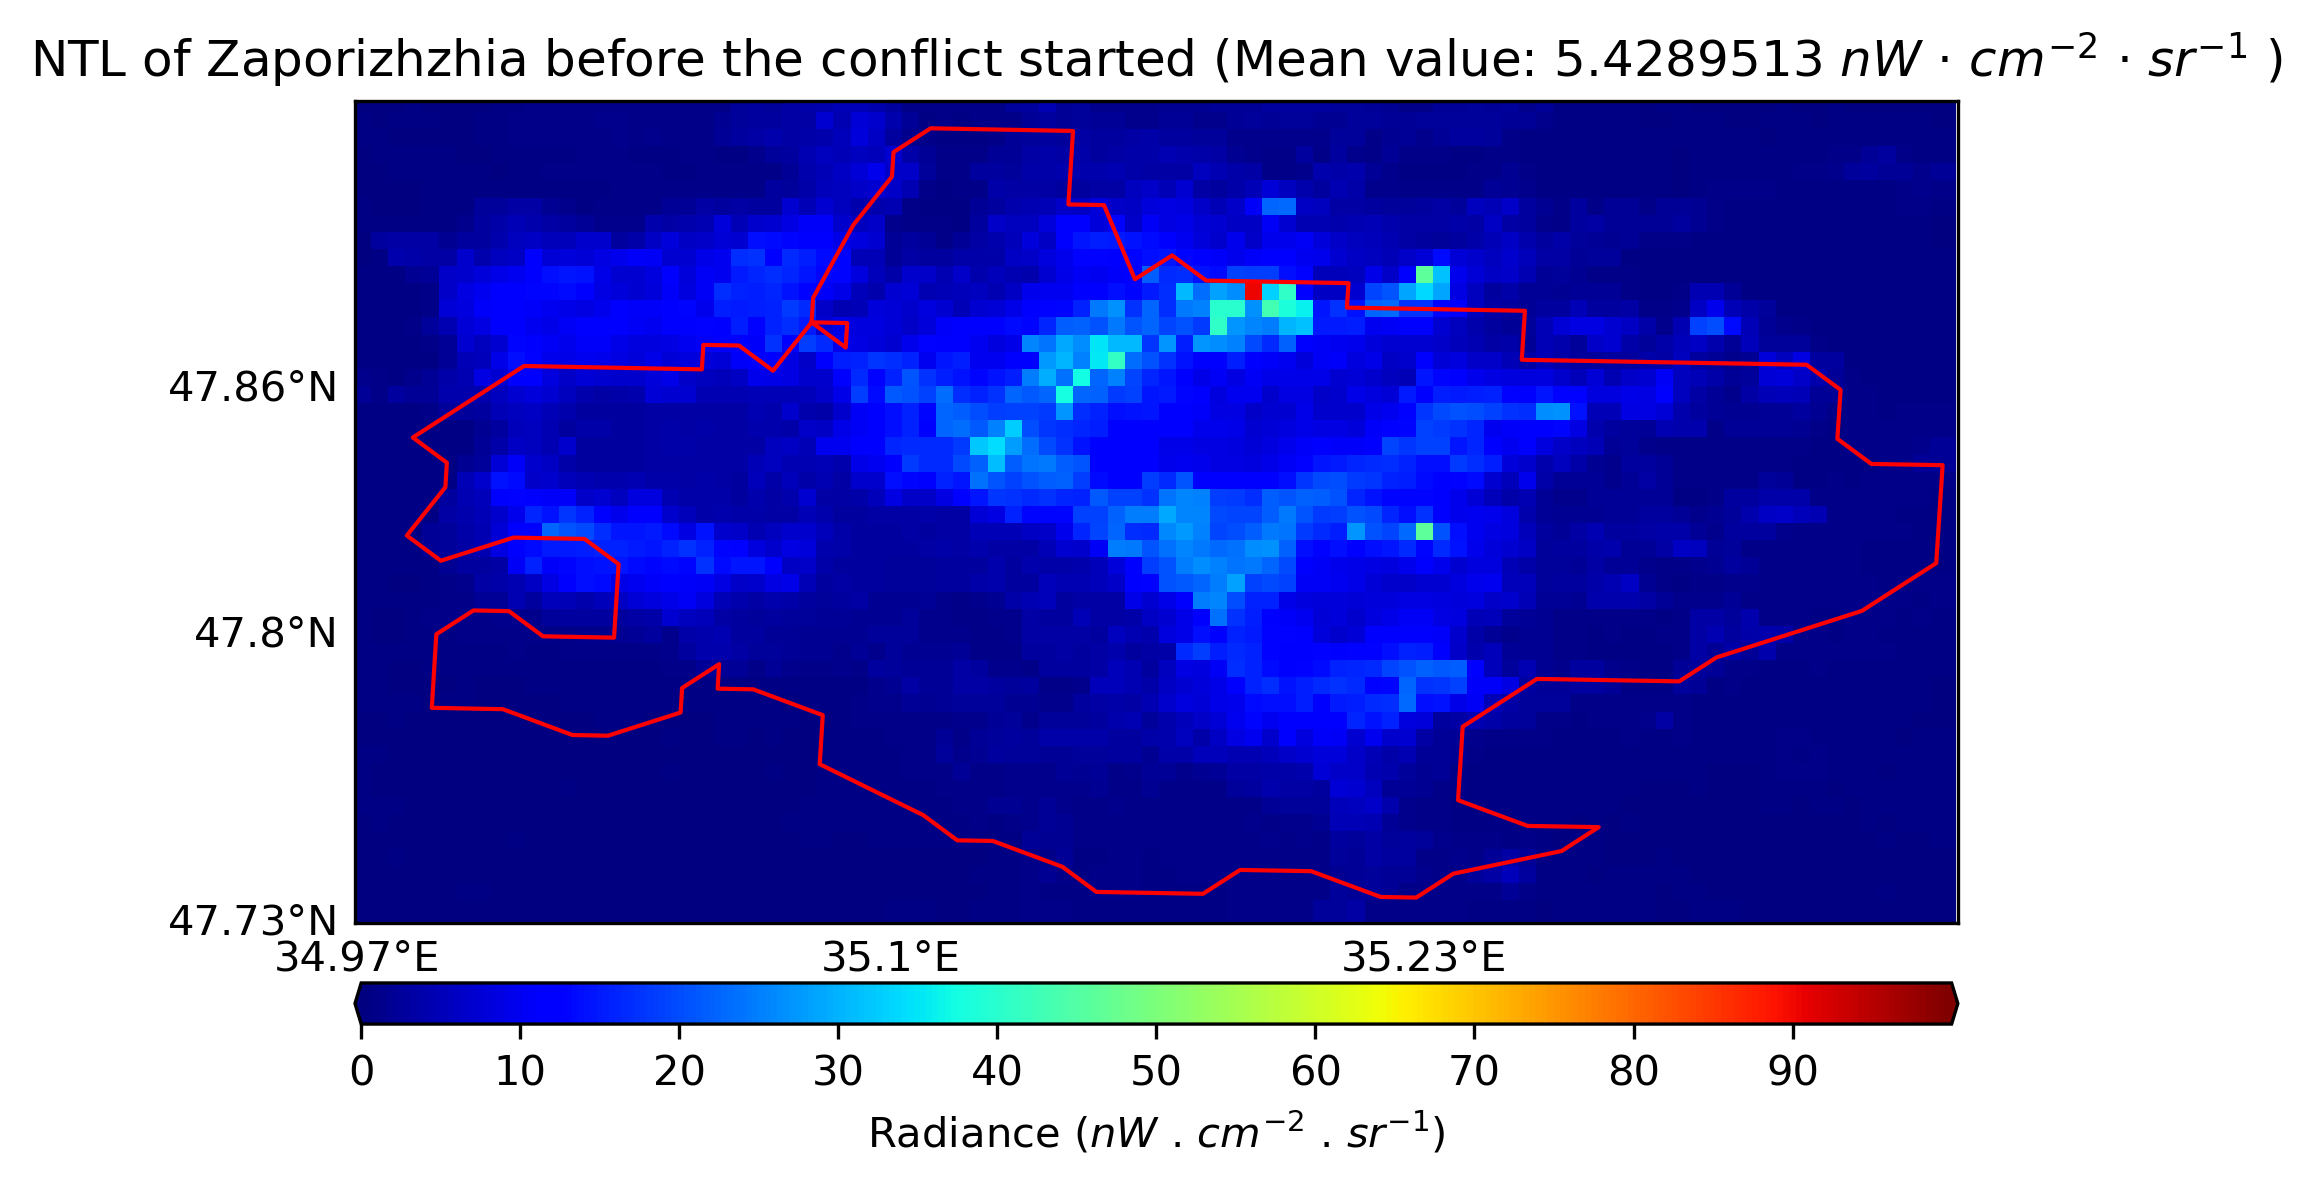 NTL of Zaporizhzhia before the conflict started (Mean value: 5.4289513 nW · cm⁻² · sr⁻¹ )
47.86°N
47.8°N
47.73°N
34.97°E 35.1°E 35.23°E
0 10 20 30 40 50 60 70 80 90
Radiance (nW . cm⁻² . sr⁻¹)